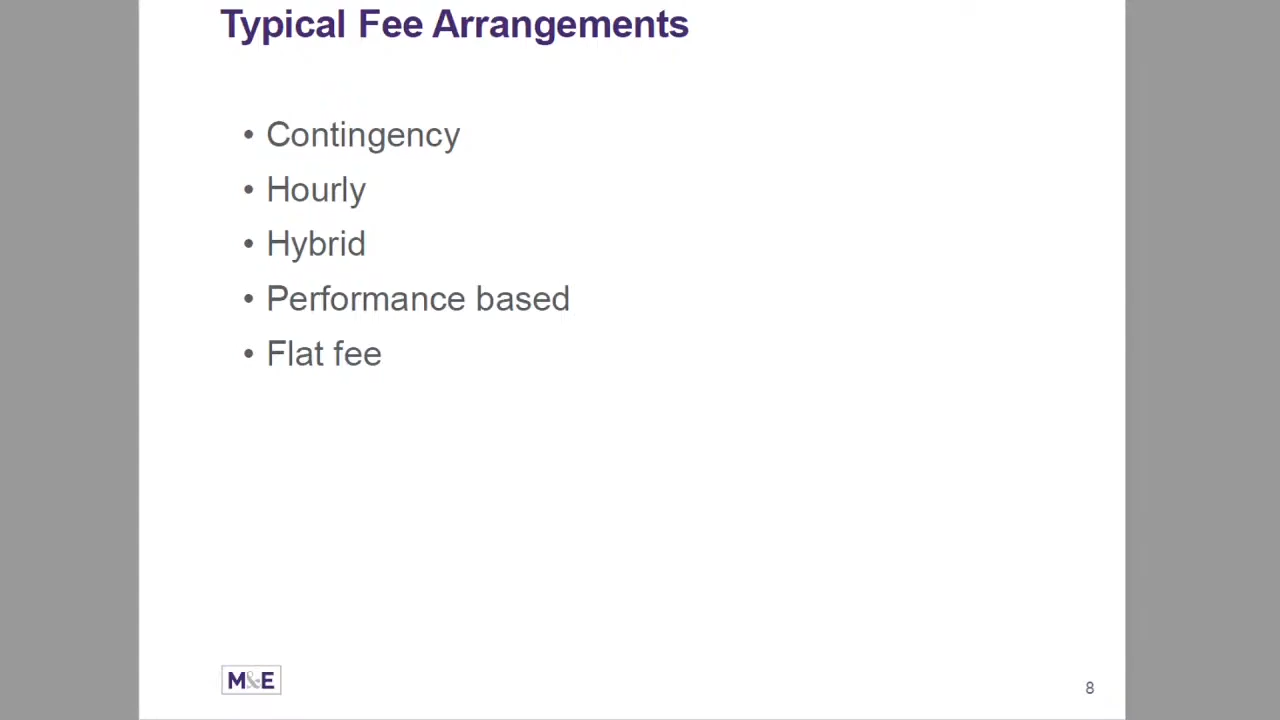 Typical Fee Arrangements
• Contingency
• Hourly
• Hybrid
• Performance based
• Flat fee
M&E
8